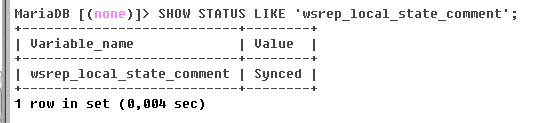 MariaDB [(none)]> SHOW STATUS LIKE 'wsrep_local_state_comment';
+---------------------------+--------+
| Variable_name             | Value  |
+---------------------------+--------+
| wsrep_local_state_comment | Synced |
+---------------------------+--------+
1 row in set (0,004 sec)